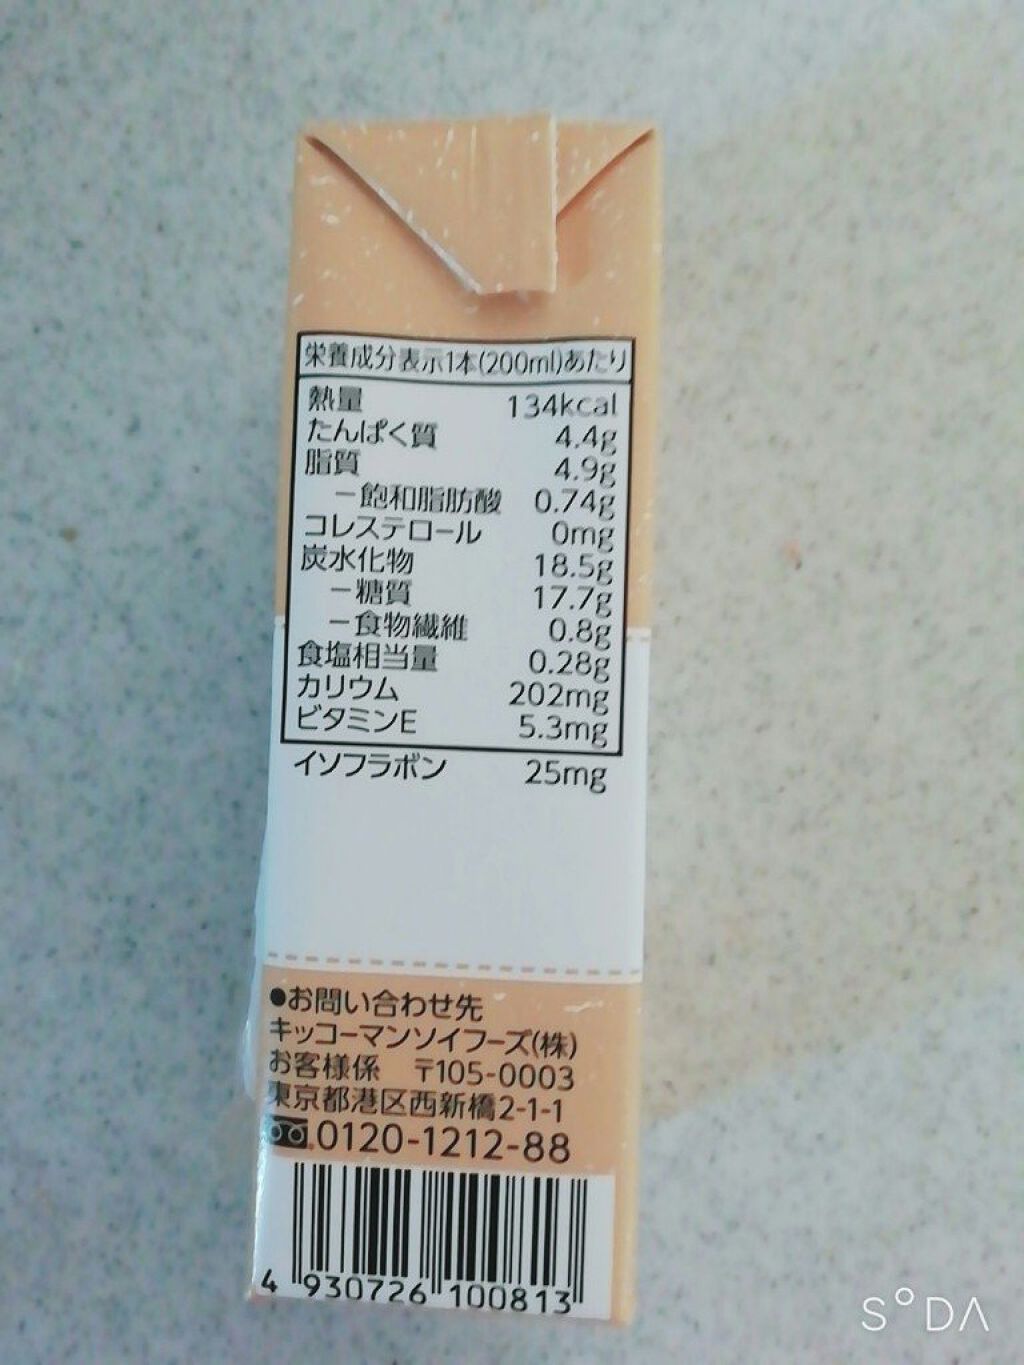 栄養成分表示1本(200ml)あたり
熱量 134kcal
たんぱく質 4.4g
脂質 4.9g
－飽和脂肪酸 0.74g
コレステロール 0mg
炭水化物 18.5g
－糖質 17.7g
－食物繊維 0.8g
食塩相当量 0.28g
カリウム 202mg
ビタミンE 5.3mg
イソフラボン 25mg
●お問い合わせ先
キッコーマンソイフーズ(株)
お客様係 〒105-0003
東京都港区西新橋2-1-1
0120-1212-88
4 930726 100813
S°DA